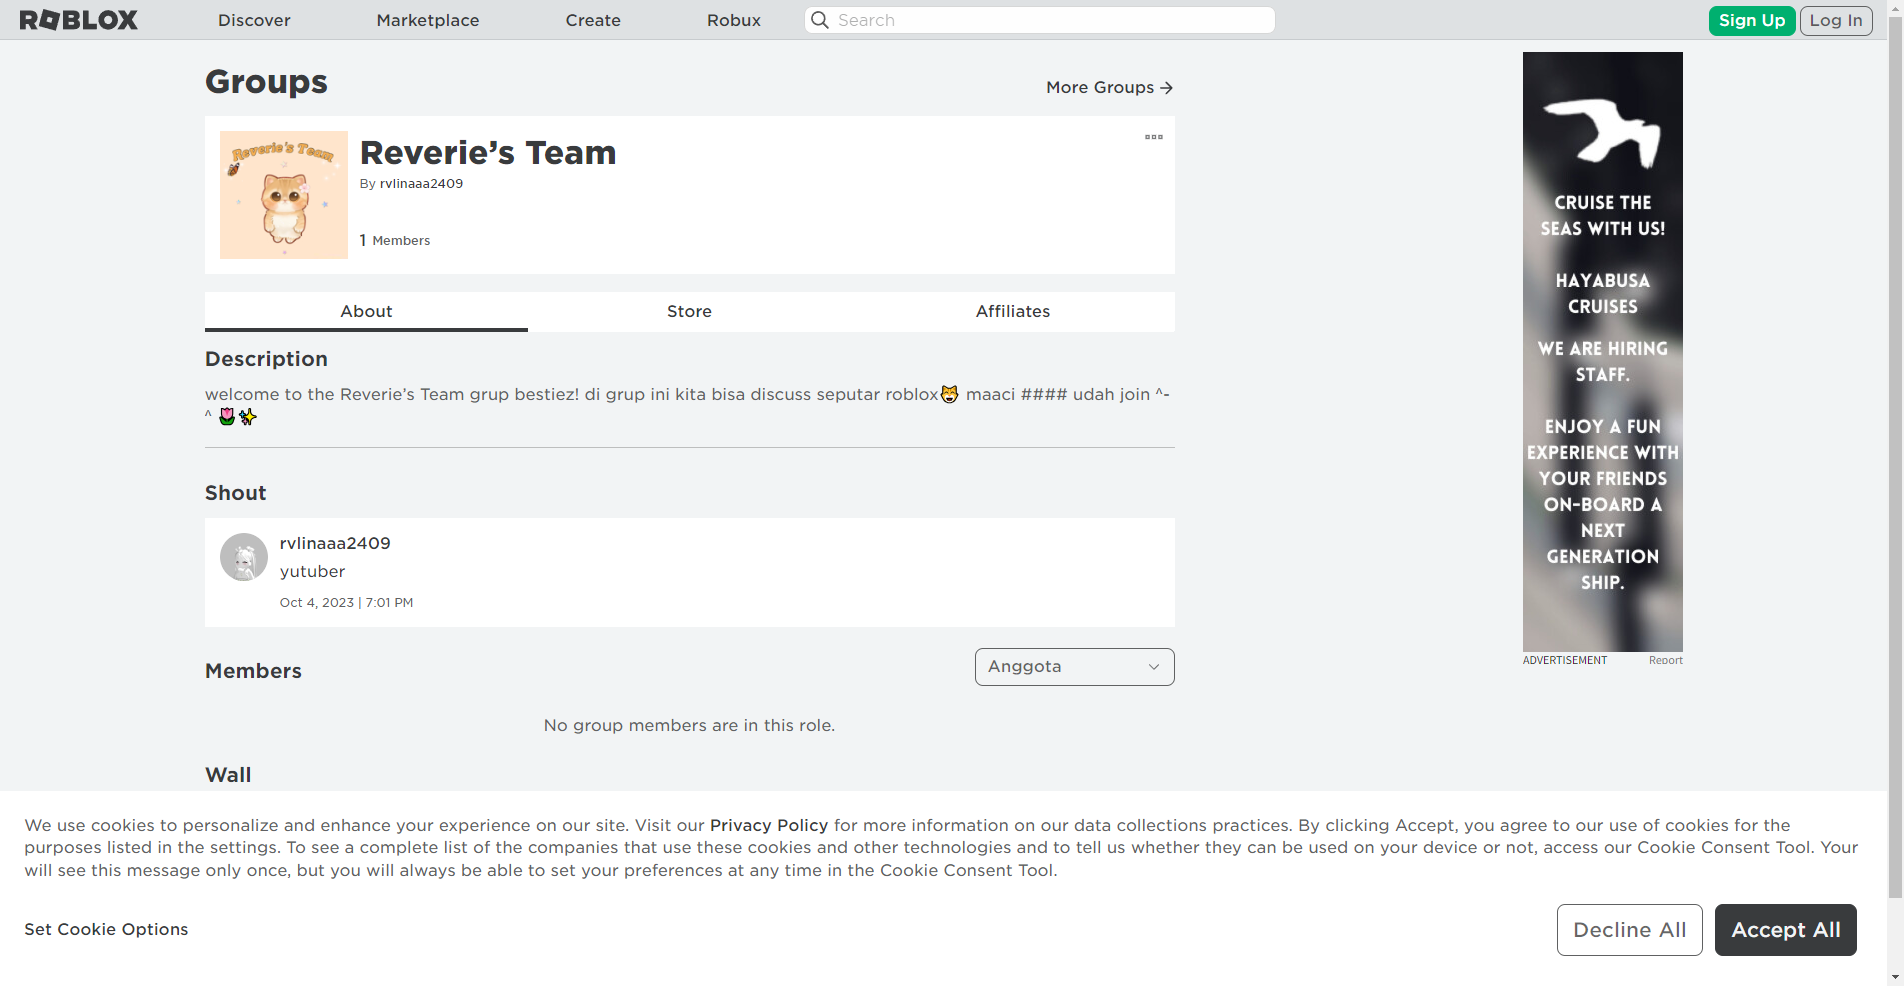 ROBLOX
Discover
Marketplace
Create
Robux
Search
Sign Up
Log In
Groups
More Groups
Reverie's Team
Reverie’s Team
By rvlinaaa2409
1 Members
About
Store
Affiliates
Description
welcome to the Reverie’s Team grup bestiez! di grup ini kita bisa discuss seputar roblox😸 maaci #### udah join ^-
^ 🌷✨
Shout
rvlinaaa2409
yutuber
Oct 4, 2023 | 7:01 PM
Members
Anggota
No group members are in this role.
Wall
CRUISE THE
SEAS WITH US!
HAYABUSA
CRUISES
WE ARE HIRING
STAFF.
ENJOY A FUN
EXPERIENCE WITH
YOUR FRIENDS
ON-BOARD A
NEXT
GENERATION
SHIP.
ADVERTISEMENT
Report
We use cookies to personalize and enhance your experience on our site. Visit our Privacy Policy for more information on our data collections practices. By clicking Accept, you agree to our use of cookies for the
purposes listed in the settings. To see a complete list of the companies that use these cookies and other technologies and to tell us whether they can be used on your device or not, access our Cookie Consent Tool. Your
will see this message only once, but you will always be able to set your preferences at any time in the Cookie Consent Tool.
Set Cookie Options
Decline All
Accept All